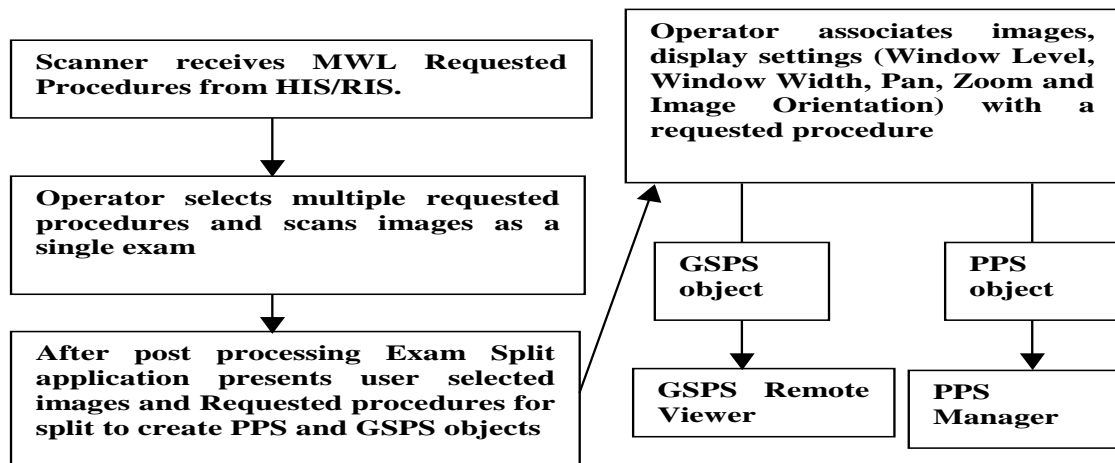 Scanner receives MWL Requested
Procedures from HIS/RIS.
Operator selects multiple requested
procedures and scans images as a
single exam
After post processing Exam Split
application presents user selected
images and Requested procedures for
split to create PPS and GSPS objects
Operator associates images,
display settings (Window Level,
Window Width, Pan, Zoom and
Image Orientation) with a
requested procedure
GSPS
object
PPS
object
GSPS Remote
Viewer
PPS
Manager